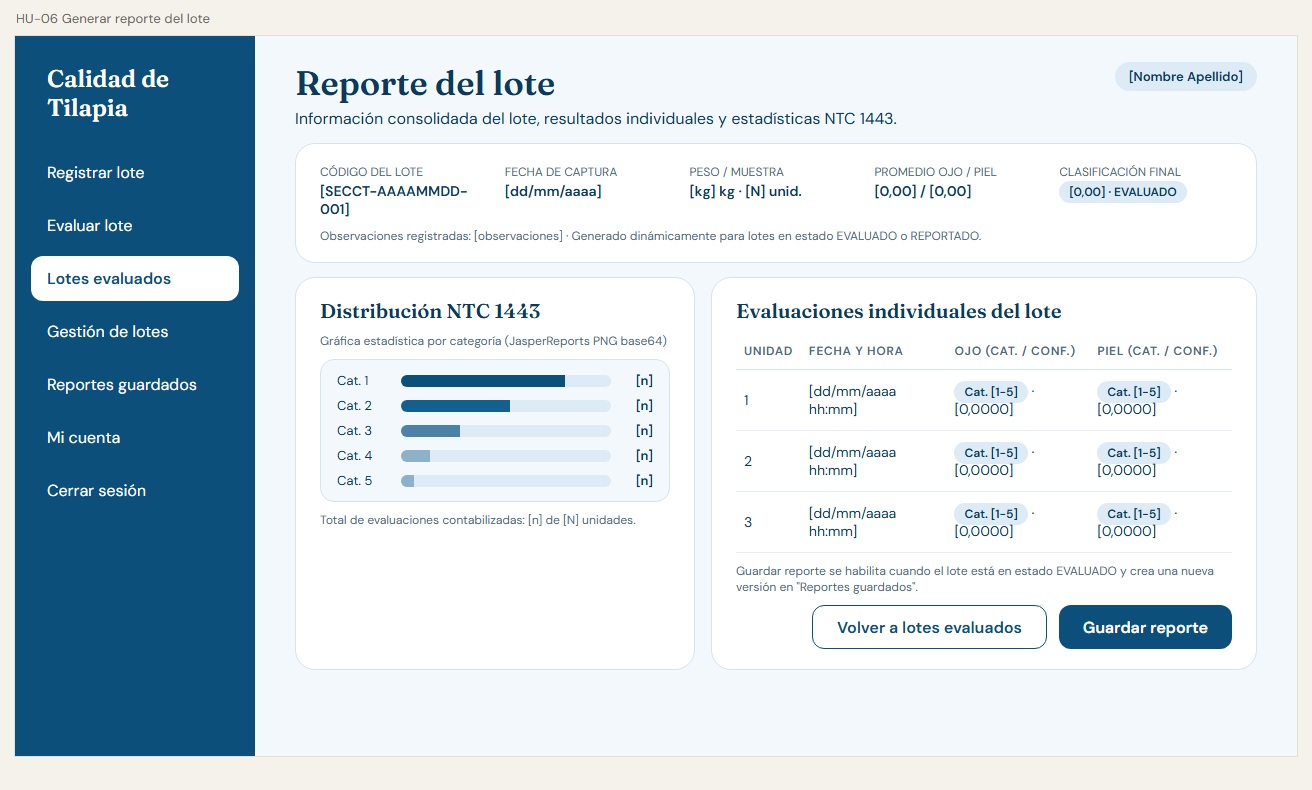 HU-06 Generar reporte del lote
Calidad de
Tilapia
Registrar lote
Evaluar lote
Lotes evaluados
Gestión de lotes
Reportes guardados
Mi cuenta
Cerrar sesión
Reporte del lote
[Nombre Apellido]
Información consolidada del lote, resultados individuales y estadísticas NTC 1443.
CÓDIGO DEL LOTE
[SECCT-AAAAMMDD-
001]
FECHA DE CAPTURA
[dd/mm/aaaa]
PESO / MUESTRA
[kg] kg · [N] unid.
PROMEDIO OJO / PIEL
[0,00] / [0,00]
CLASIFICACIÓN FINAL
[0,00] · EVALUADO
Observaciones registradas: [observaciones] · Generado dinámicamente para lotes en estado EVALUADO o REPORTADO.
Distribución NTC 1443
Gráfica estadística por categoría (JasperReports PNG base64)
Cat. 1 [n]
Cat. 2 [n]
Cat. 3 [n]
Cat. 4 [n]
Cat. 5 [n]
Total de evaluaciones contabilizadas: [n] de [N] unidades.
Evaluaciones individuales del lote
UNIDAD FECHA Y HORA OJO (CAT. / CONF.) PIEL (CAT. / CONF.)
1 [dd/mm/aaaa Cat. [1-5] · Cat. [1-5] ·
hh:mm] [0,0000] [0,0000]
2 [dd/mm/aaaa Cat. [1-5] · Cat. [1-5] ·
hh:mm] [0,0000] [0,0000]
3 [dd/mm/aaaa Cat. [1-5] · Cat. [1-5] ·
hh:mm] [0,0000] [0,0000]
Guardar reporte se habilita cuando el lote está en estado EVALUADO y crea una nueva
versión en "Reportes guardados".
Volver a lotes evaluados
Guardar reporte